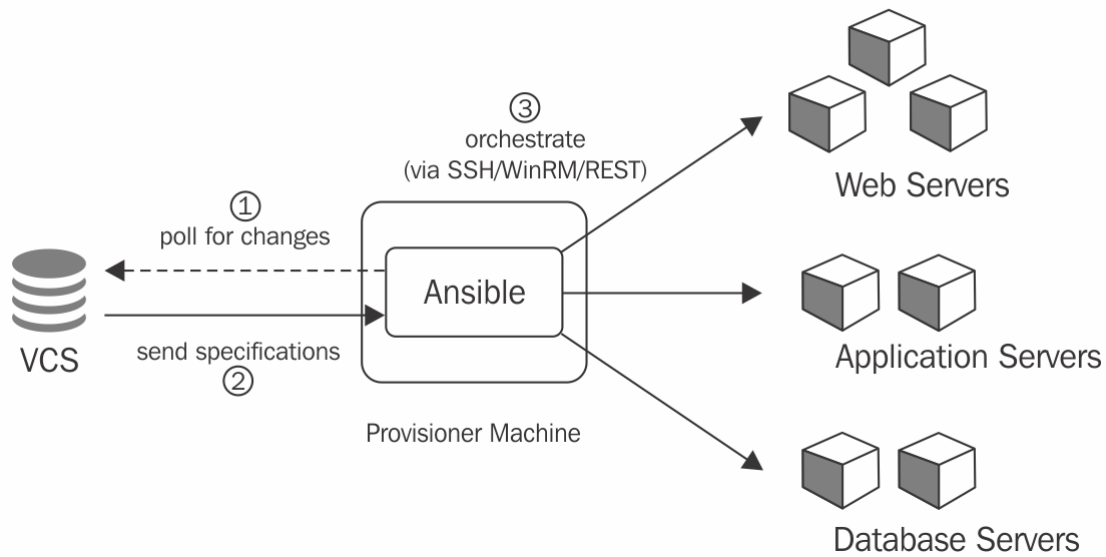 ③
orchestrate
(via SSH/WinRM/REST)
Web Servers
①
poll for changes
Ansible
VCS
send specifications
②
Application Servers
Provisioner Machine
Database Servers